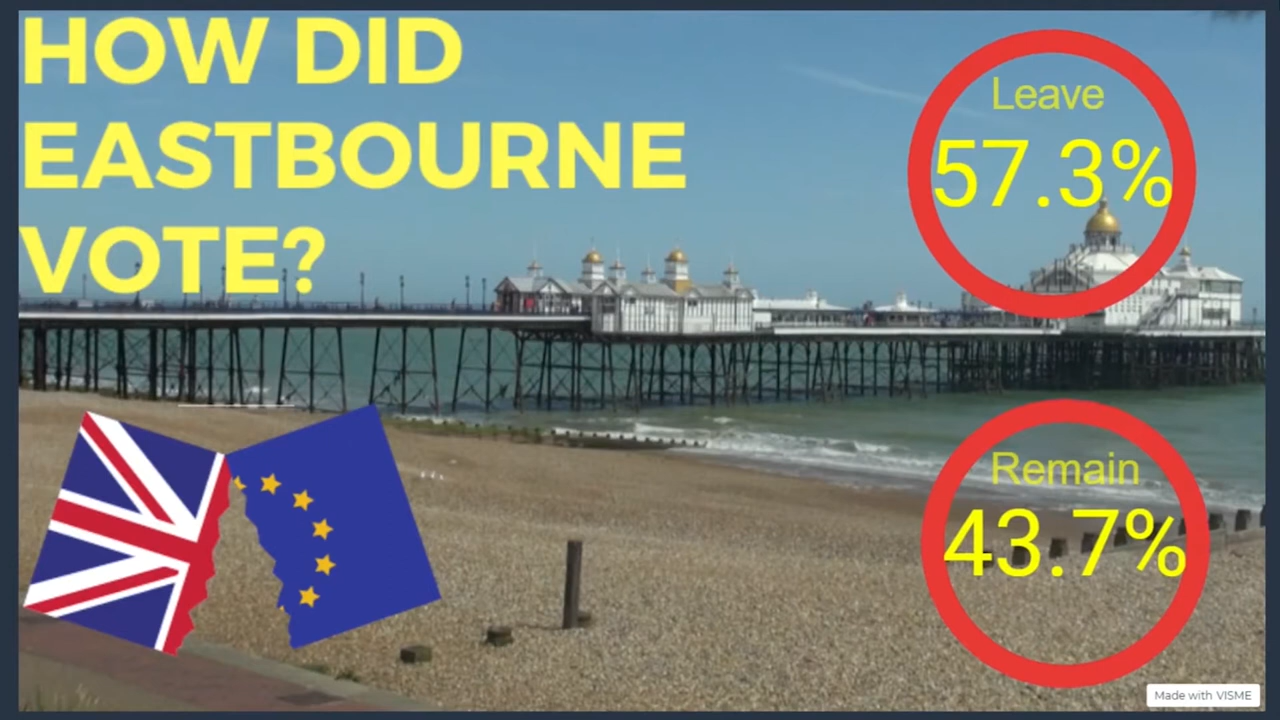 HOW DID
EASTBOURNE
VOTE?
Leave
57.3%
Remain
43.7%
Made with VISME